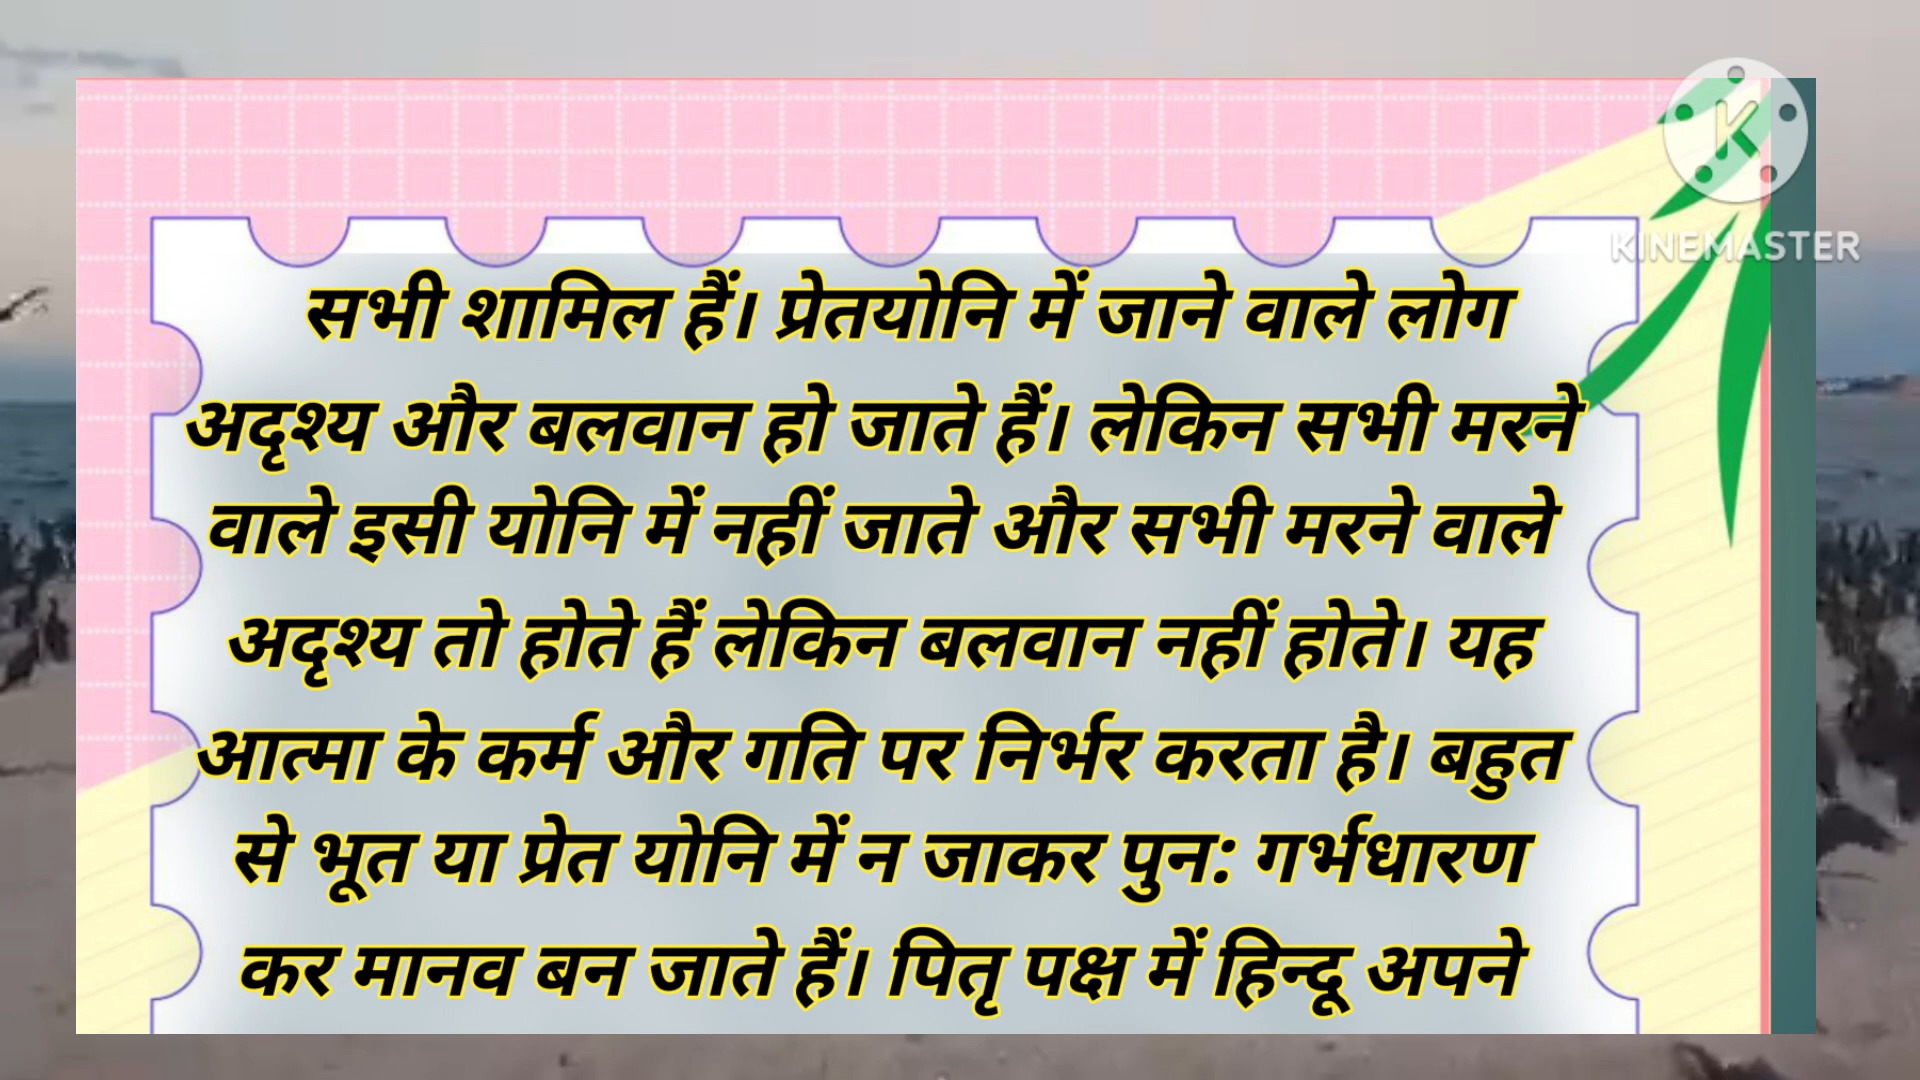 सभी शामिल हैं। प्रेतयोनि में जाने वाले लोग
अदृश्य और बलवान हो जाते हैं। लेकिन सभी मरने
वाले इसी योनि में नहीं जाते और सभी मरने वाले
अदृश्य तो होते हैं लेकिन बलवान नहीं होते। यह
आत्मा के कर्म और गति पर निर्भर करता है। बहुत
से भूत या प्रेत योनि में न जाकर पुन: गर्भधारण
कर मानव बन जाते हैं। पितृ पक्ष में हिन्दू अपने
K
KINEMASTER